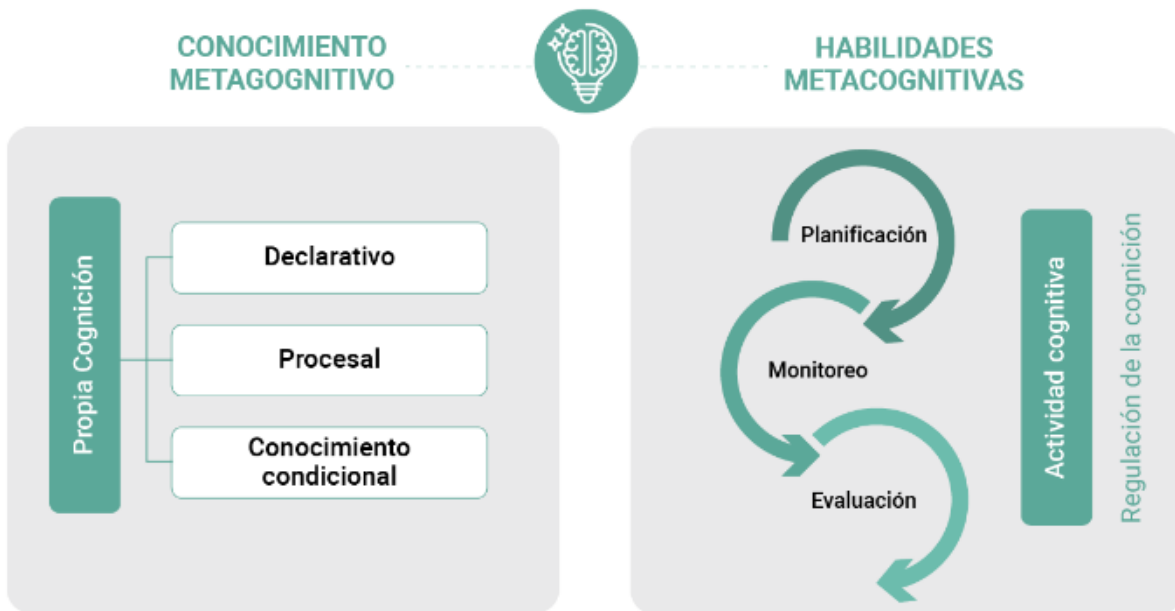 CONOCIMIENTO
METAGOGNITIVO
HABILIDADES
METACOGNITIVAS
Propia Cognición
Declarativo
Procesal
Conocimiento
condicional
Planificación
Monitoreo
Evaluación
Actividad cognitiva
Regulación de la cognición